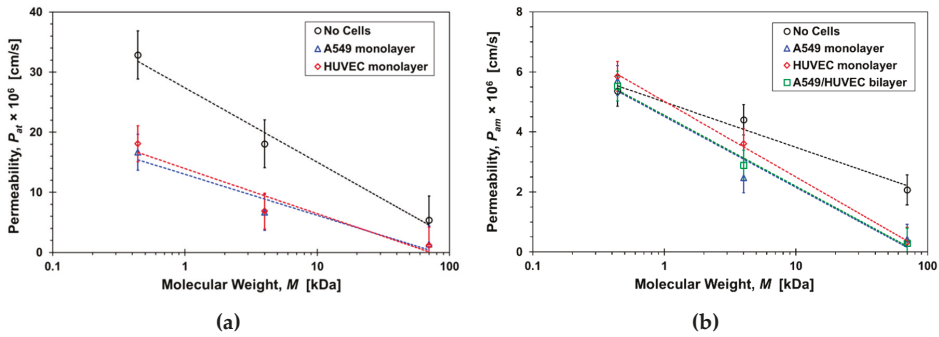 40
30
20
10
0
0.1
1
10
100
Permeability, P_at × 10⁶ [cm/s]
Molecular Weight, M [kDa]
No Cells
A549 monolayer
HUVEC monolayer
(a)
8
6
4
2
0
0.1
1
10
100
Permeability, P_am × 10⁶ [cm/s]
Molecular Weight, M [kDa]
No Cells
A549 monolayer
HUVEC monolayer
A549/HUVEC bilayer
(b)